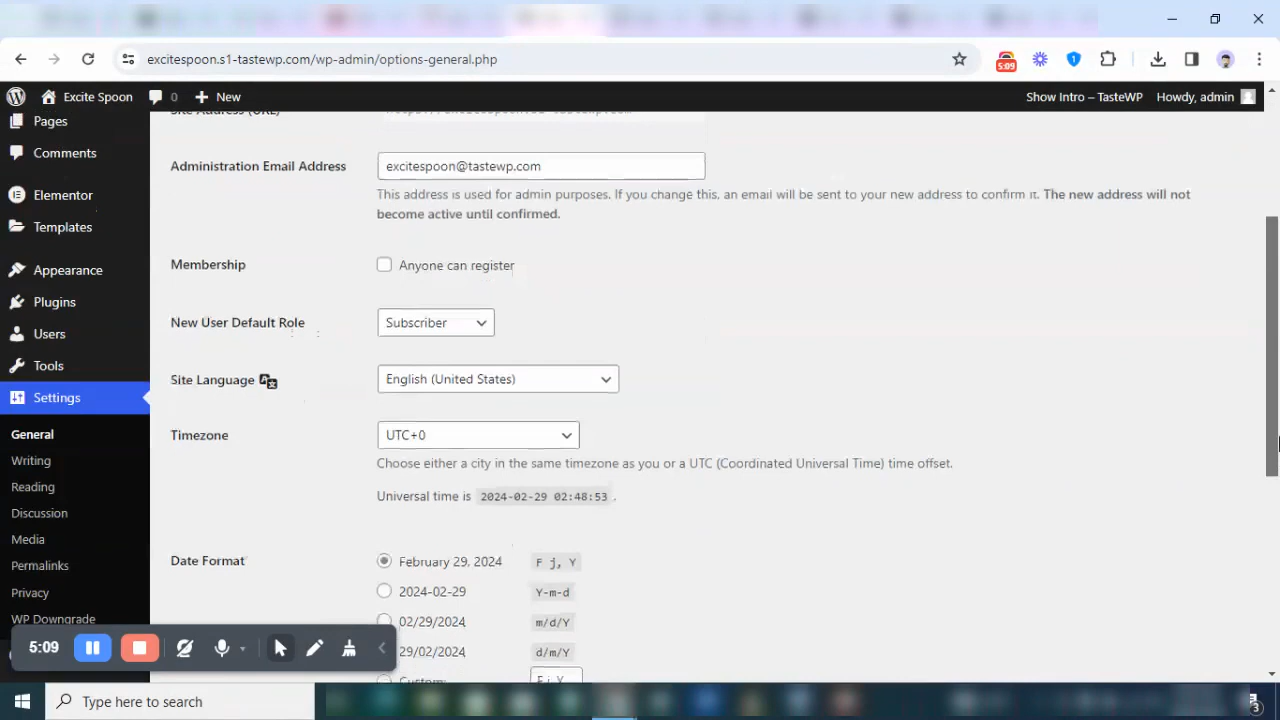 excitespoon.s1-tastewp.com/wp-admin/options-general.php
5:09
1
Excite Spoon
0
New
Show Intro – TasteWP
Howdy, admin
Pages
Comments
Elementor
Templates
Appearance
Plugins
Users
Tools
Settings
General
Writing
Reading
Discussion
Media
Permalinks
Privacy
WP Downgrade
Site Address (URL)
Administration Email Address
excitespoon@tastewp.com
This address is used for admin purposes. If you change this, an email will be sent to your new address to confirm it. The new address will not
become active until confirmed.
Membership
Anyone can register
New User Default Role
Subscriber
Site Language
English (United States)
Timezone
UTC+0
Choose either a city in the same timezone as you or a UTC (Coordinated Universal Time) time offset.
Universal time is 2024-02-29 02:48:53 .
Date Format
February 29, 2024 F j, Y
2024-02-29 Y-m-d
02/29/2024 m/d/Y
29/02/2024 d/m/Y
Custom: F j, Y
5:09
Type here to search
3